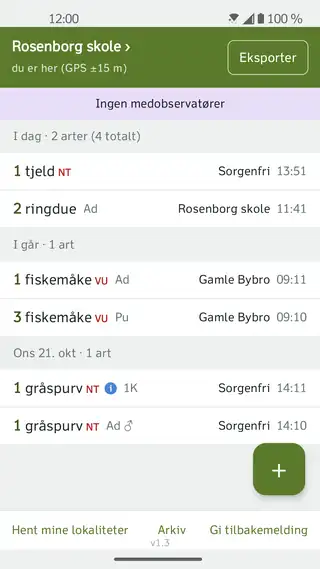 12:00 100 %
Rosenborg skole ›
du er her (GPS ±15 m)
Eksporter
Ingen medobservatører
I dag · 2 arter (4 totalt)
1 tjeld NT Sorgenfri 13:51
2 ringdue Ad Rosenborg skole 11:41
I går · 1 art
1 fiskemåke VU Ad Gamle Bybro 09:11
3 fiskemåke VU Pu Gamle Bybro 09:10
Ons 21. okt · 1 art
1 gråspurv NT i 1K Sorgenfri 14:11
1 gråspurv NT Ad ♂ Sorgenfri 14:10
+
Hent mine lokaliteter Arkiv Gi tilbakemelding
v1.3